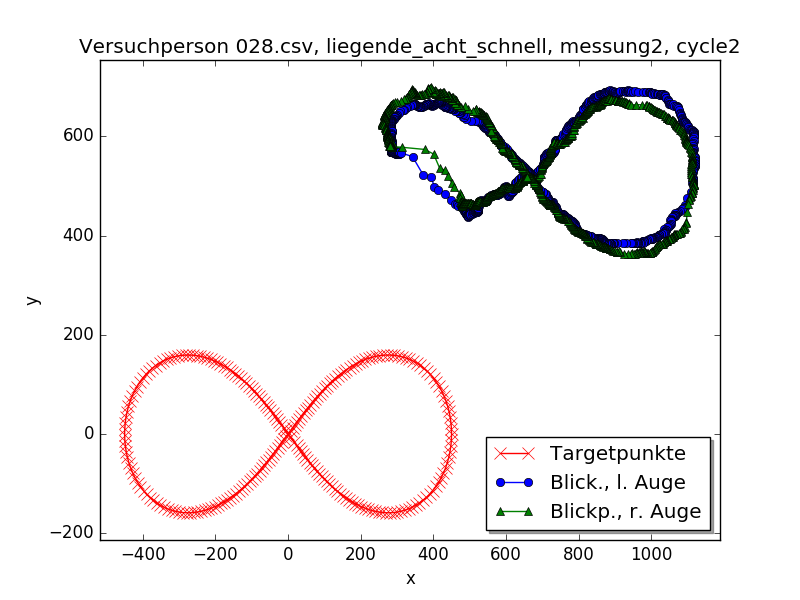 Versuchperson 028.csv, liegende_acht_schnell, messung2, cycle2
600
400
200
0
−200
y
−400
−200
0
200
400
600
800
1000
x
Targetpunkte
Blick., l. Auge
Blickp., r. Auge